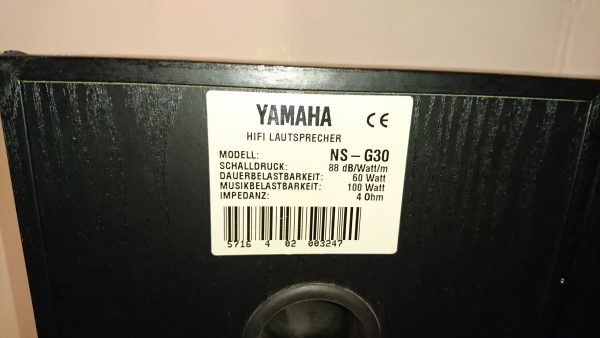 YAMAHA CE
HIFI LAUTSPRECHER
MODELL: NS – G30
SCHALLDRUCK: 88 dB/Watt/m
DAUERBELASTBARKEIT: 60 Watt
MUSIKBELASTBARKEIT: 100 Watt
IMPEDANZ: 4 Ohm
5716 4 02 003247